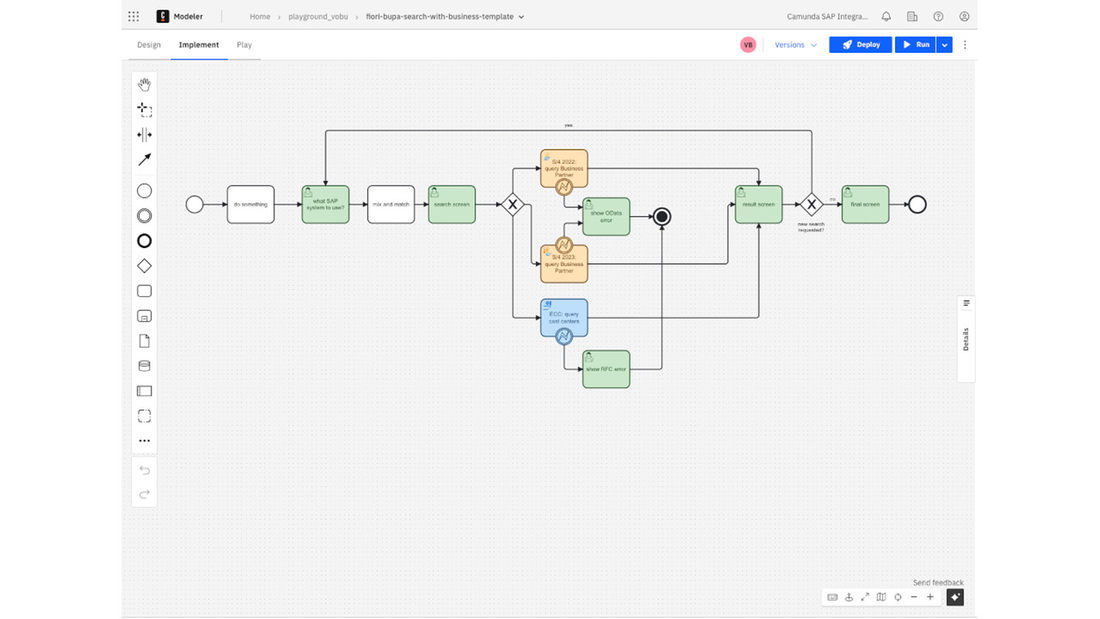 Modeler
Home › playground_vobu › fiori-bupa-search-with-business-template
Camunda SAP Integra...
Design
Implement
Play
VB
Versions
Deploy
Run
yes
S/4 2022:
query Business
Partner
do something
what SAP
system to use?
mix and match
search screen
show OData
error
result screen
no
final screen
new search
requested?
S/4 2023:
query Business
Partner
ECC: query
cost centers
show RFC error
Details
Send feedback